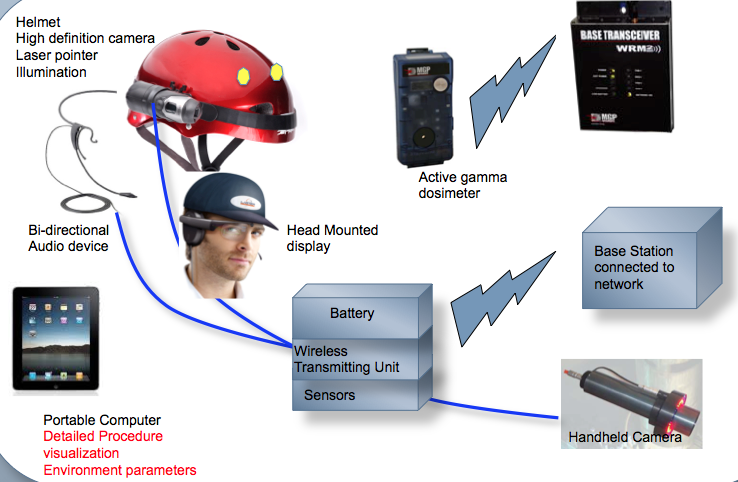 Helmet
High definition camera
Laser pointer
Illumination
BASE TRANSCEIVER
WRM2
MGP
MGP
Active gamma
dosimeter
Bi-directional
Audio device
Head Mounted
display
Base Station
connected to
network
Battery
Wireless
Transmitting Unit
Sensors
Handheld Camera
Portable Computer
Detailed Procedure
visualization
Environment parameters